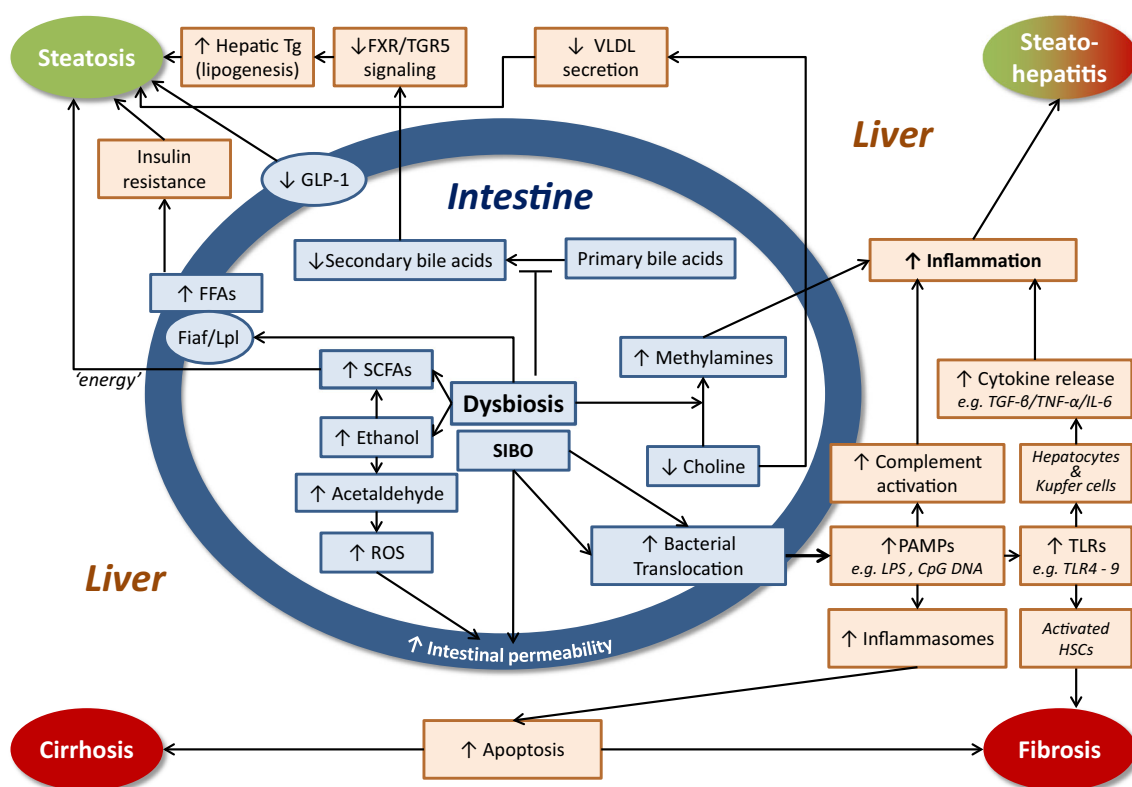 Steatosis
↑ Hepatic Tg
(lipogenesis)
↓FXR/TGR5
signaling
↓ VLDL
secretion
Steato-
hepatitis
Liver
Insulin
resistance
↓ GLP-1
Intestine
↓Secondary bile acids
Primary bile acids
↑ Inflammation
↑ FFAs
Fiaf/Lpl
'energy'
↑ SCFAs
↑ Methylamines
Dysbiosis
↑ Cytokine release
e.g. TGF-β/TNF-α/IL-6
↑ Ethanol
SIBO
↓ Choline
↑ Complement
activation
Hepatocytes
&
Kupfer cells
↑ Acetaldehyde
↑ ROS
↑ Bacterial
Translocation
↑PAMPs
e.g. LPS , CpG DNA
↑ TLRs
e.g. TLR4 - 9
Liver
↑ Intestinal permeability
↑ Inflammasomes
Activated
HSCs
Cirrhosis
↑ Apoptosis
Fibrosis